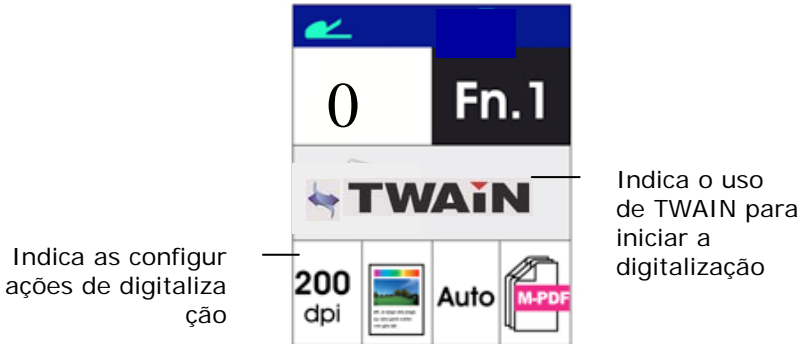 0
Fn.1
TWAIN
Indica o uso
de TWAIN para
iniciar a
digitalização
Indica as configur
ações de digitaliza
ção
200
dpi
Auto
M-PDF